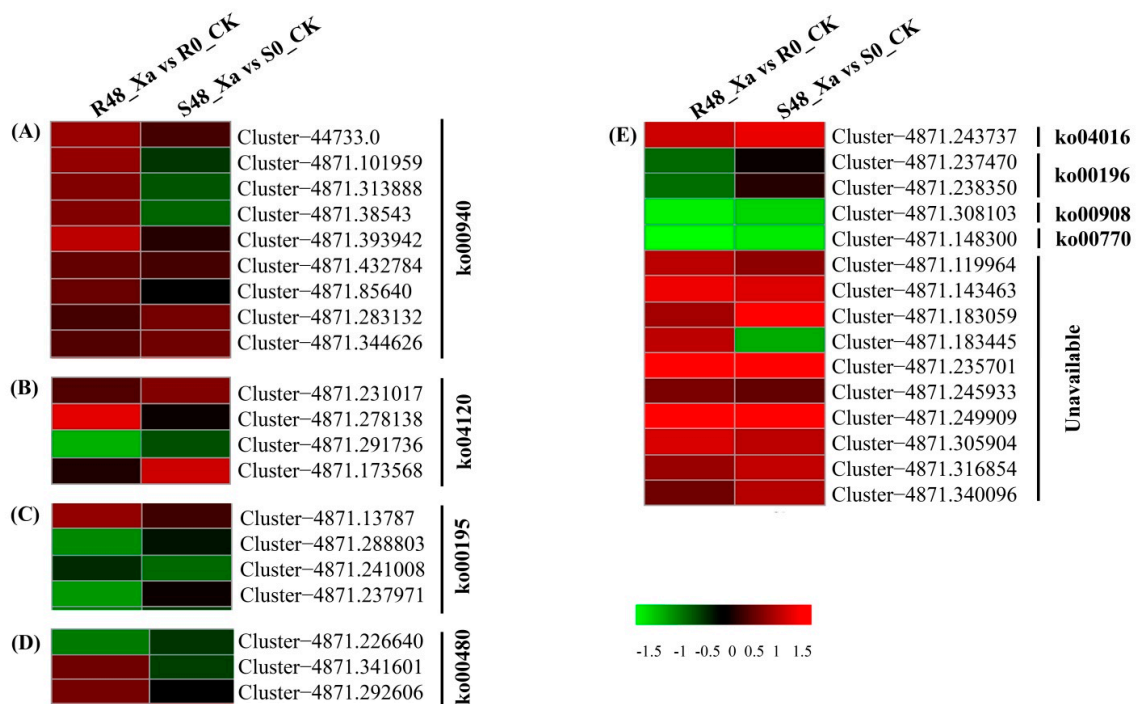 R48_Xa vs R0_CK
S48_Xa vs S0_CK
(A)
Cluster−44733.0
Cluster−4871.101959
Cluster−4871.313888
Cluster−4871.38543
Cluster−4871.393942
Cluster−4871.432784
Cluster−4871.85640
Cluster−4871.283132
Cluster−4871.344626
ko00940
(B)
Cluster−4871.231017
Cluster−4871.278138
Cluster−4871.291736
Cluster−4871.173568
ko04120
(C)
Cluster−4871.13787
Cluster−4871.288803
Cluster−4871.241008
Cluster−4871.237971
ko00195
(D)
Cluster−4871.226640
Cluster−4871.341601
Cluster−4871.292606
ko00480
R48_Xa vs R0_CK
S48_Xa vs S0_CK
(E)
Cluster−4871.243737
ko04016
Cluster−4871.237470
Cluster−4871.238350
ko00196
Cluster−4871.308103
ko00908
Cluster−4871.148300
ko00770
Cluster−4871.119964
Cluster−4871.143463
Cluster−4871.183059
Cluster−4871.183445
Cluster−4871.235701
Cluster−4871.245933
Cluster−4871.249909
Cluster−4871.305904
Cluster−4871.316854
Cluster−4871.340096
Unavailable
-1.5 -1 -0.5 0 0.5 1 1.5